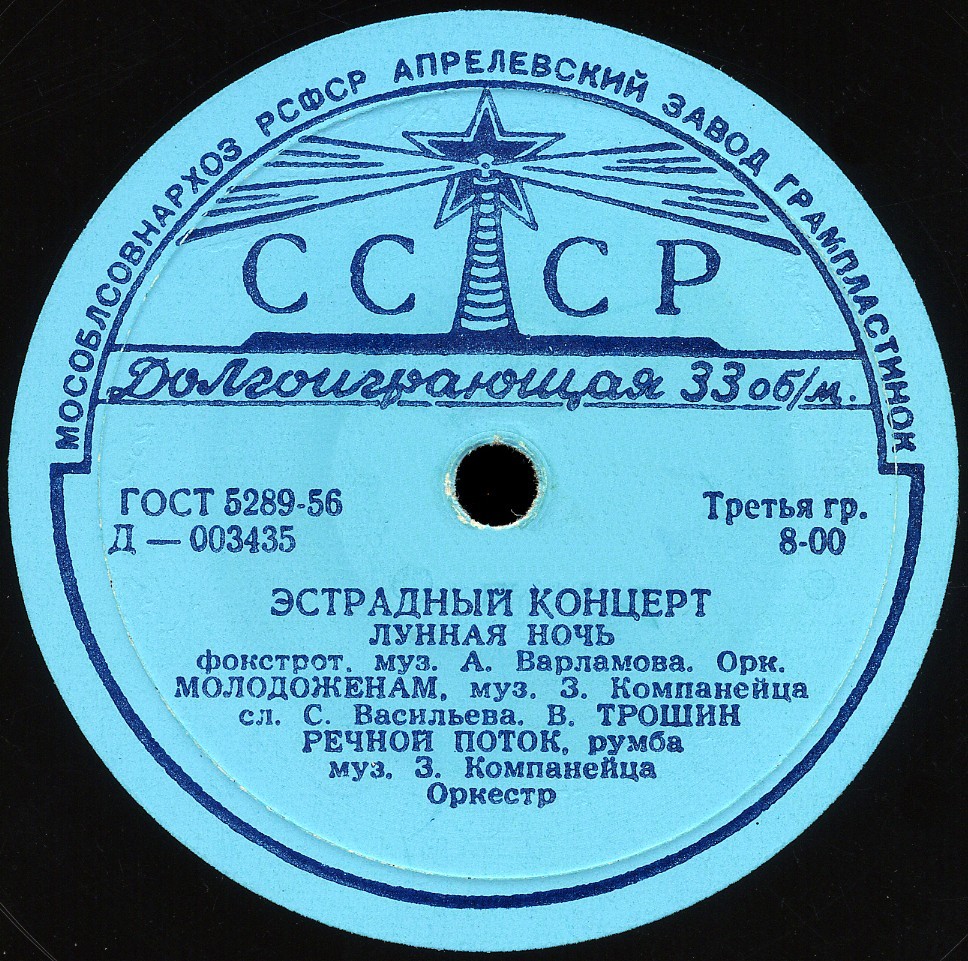 МОСОБЛСОВНАРХОЗ РСФСР АПРЕЛЕВСКИЙ ЗАВОД ГРАМПЛАСТИНОК
СССР
Долгоиграющая 33 об/м.
ГОСТ 5289-56
Д — 003435
Третья гр.
8-00
ЭСТРАДНЫЙ КОНЦЕРТ
ЛУННАЯ НОЧЬ
фокстрот. муз. А. Варламова. Орк.
МОЛОДОЖЕНАМ, муз. З. Компанейца
сл. С. Васильева. В. ТРОШИН
РЕЧНОЙ ПОТОК, румба
муз. З. Компанейца
Оркестр